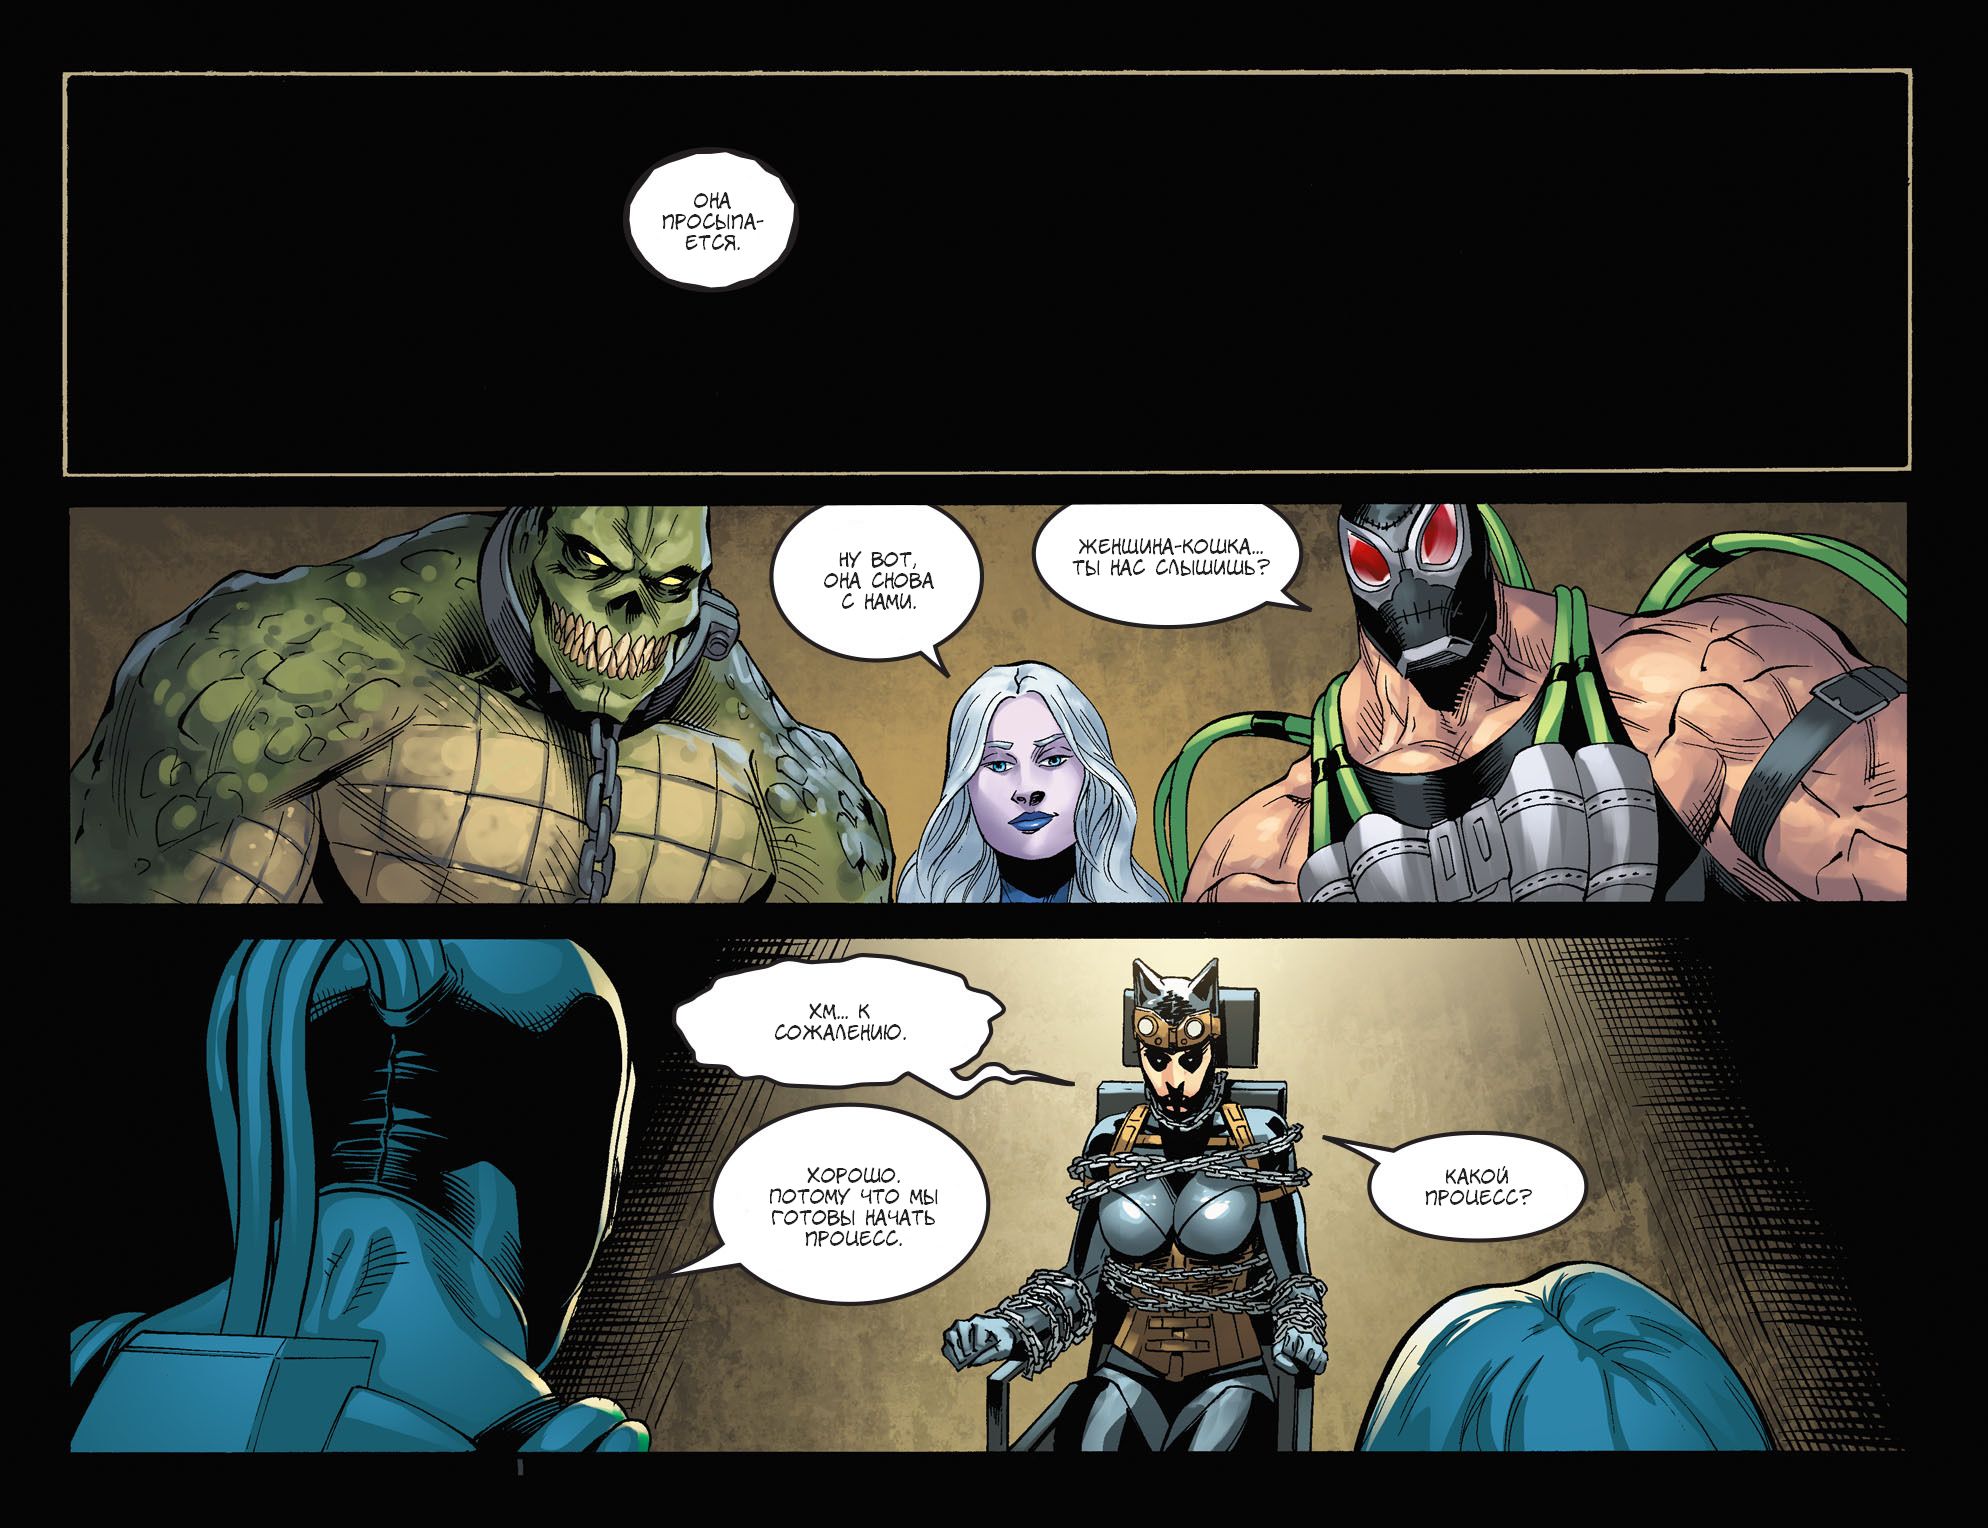 ОНА
ПРОСЫПА-
ЕТСЯ.
НУ ВОТ,
ОНА СНОВА
С НАМИ.
ЖЕНЩИНА-КОШКА...
ТЫ НАС СЛЫШИШЬ?
ХМ... К
СОЖАЛЕНИЮ.
ХОРОШО.
ПОТОМУ ЧТО МЫ
ГОТОВЫ НАЧАТЬ
ПРОЦЕСС.
КАКОЙ
ПРОЦЕСС?